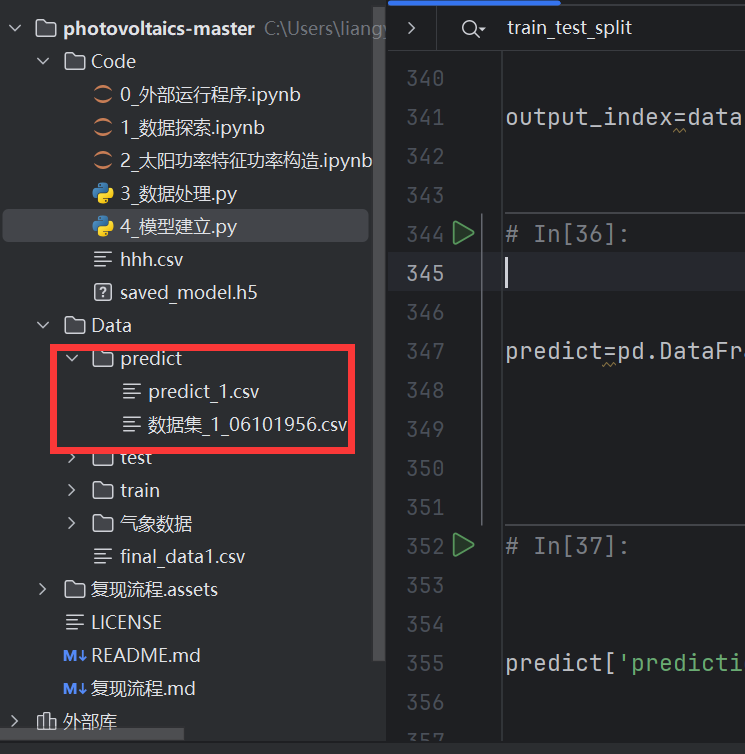 photovoltaics-master C:\Users\liangy
Code
0_外部运行程序.ipynb
1_数据探索.ipynb
2_太阳功率特征功率构造.ipynb
3_数据处理.py
4_模型建立.py
hhh.csv
saved_model.h5
Data
predict
predict_1.csv
数据集_1_06101956.csv
test
train
气象数据
final_data1.csv
复现流程.assets
LICENSE
M↓ README.md
M↓ 复现流程.md
外部库
train_test_split
340
341 output_index=data
342
343
344 # In[36]:
345
346
347 predict=pd.DataFra
348
349
350
351
352 # In[37]:
353
354
355 predict['predicti
356
357